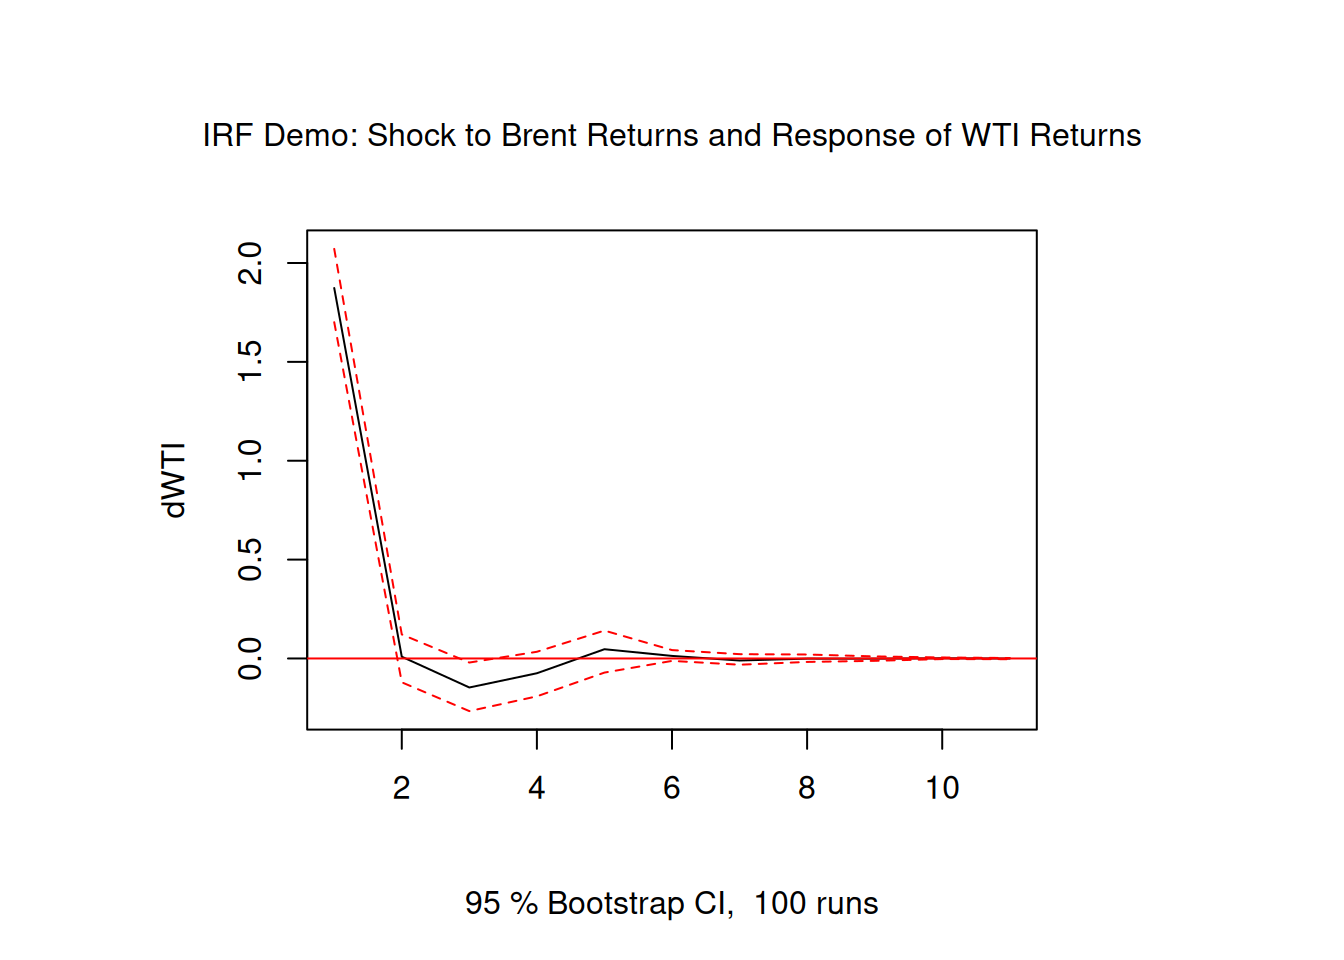 IRF Demo: Shock to Brent Returns and Response of WTI Returns
dWTI
2.0
1.5
1.0
0.5
0.0
2 4 6 8 10
95 % Bootstrap CI,  100 runs